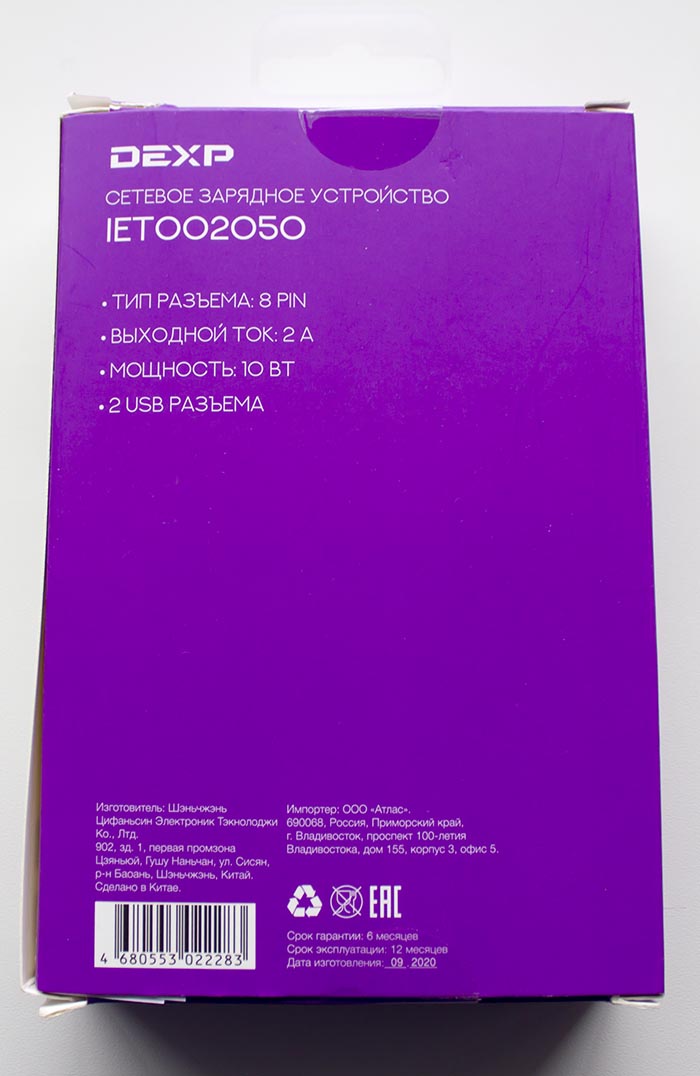 DEXP
СЕТЕВОЕ ЗАРЯДНОЕ УСТРОЙСТВО
IET002050
• ТИП РАЗЪЕМА: 8 PIN
• ВЫХОДНОЙ ТОК: 2 А
• МОЩНОСТЬ: 10 ВТ
• 2 USB РАЗЪЕМА
Изготовитель: Шэньчжэнь
Цифаньсин Электроник Тэкнолоджи
Ко., Лтд.
902, зд. 1, первая промзона
Цзяньюй, Гушу Наньчан, ул. Сисян,
р-н Баоань, Шэньчжэнь, Китай.
Сделано в Китае.
Импортер: ООО «Атлас».
690068, Россия, Приморский край,
г. Владивосток, проспект 100-летия
Владивостока, дом 155, корпус 3, офис 5.
EAC
4 680553 022283
Срок гарантии: 6 месяцев
Срок эксплуатации: 12 месяцев
Дата изготовления: 09.2020